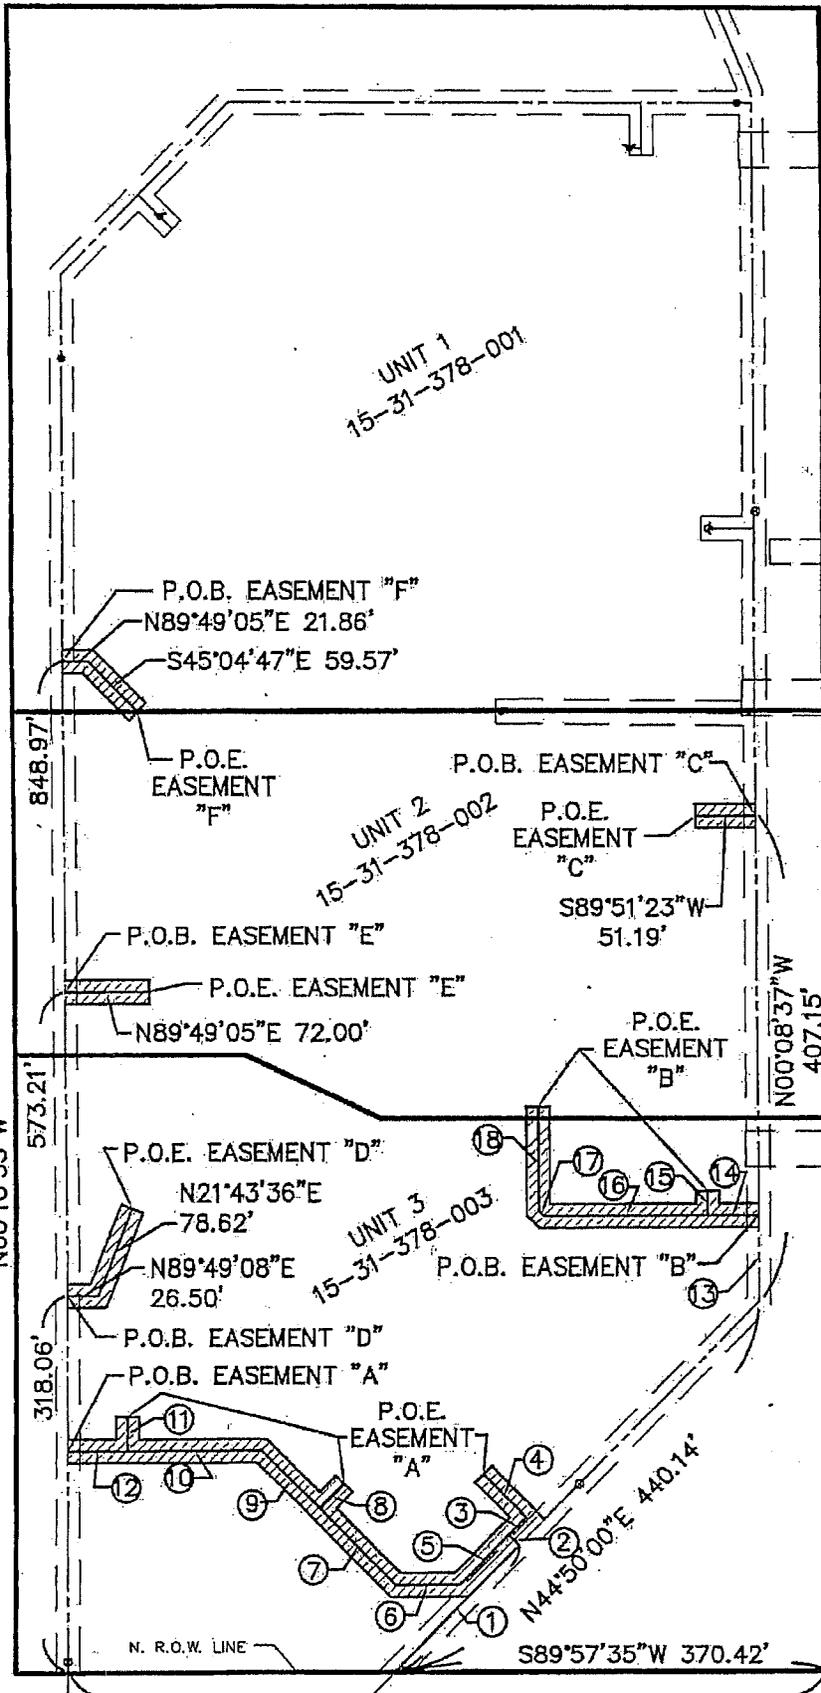 UNIT 1
15-31-378-001
P.O.B. EASEMENT "F"
N89°49'05"E 21.86'
S45°04'47"E 59.57'
848.97'
P.O.E.
EASEMENT
"F"
P.O.B. EASEMENT "C"
UNIT 2
15-31-378-002
P.O.E.
EASEMENT
"C"
S89°51'23"W
51.19'
P.O.B. EASEMENT "E"
P.O.E. EASEMENT "E"
N89°49'05"E 72.00'
N00°08'37"W
407.15'
P.O.E.
EASEMENT
"B"
573.21'
18
17
16
15
14
P.O.E. EASEMENT "D"
N21°43'36"E
78.62'
UNIT 3
15-31-378-003
N89°49'08"E
26.50'
P.O.B. EASEMENT "B"
13
P.O.B. EASEMENT "D"
318.06'
P.O.B. EASEMENT "A"
P.O.E.
EASEMENT
"A"
11
4
12
10
9
8
3
5
2
7
6
1
N44°50'00"E 440.14'
N. R.O.W. LINE
S89°57'35"W 370.42'